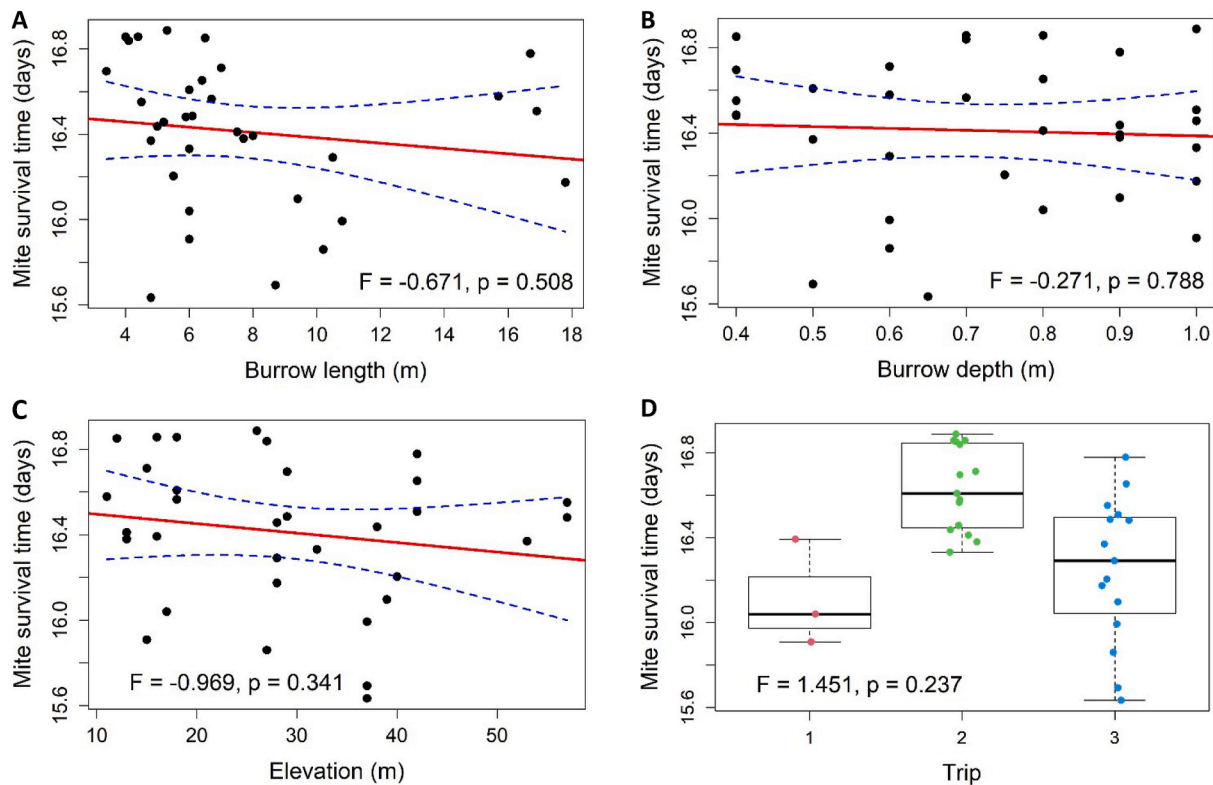 A
Mite survival time (days)
16.8
16.4
16.0
15.6
F = -0.671, p = 0.508
4 6 8 10 12 14 16 18
Burrow length (m)
B
Mite survival time (days)
16.8
16.4
16.0
15.6
F = -0.271, p = 0.788
0.4 0.5 0.6 0.7 0.8 0.9 1.0
Burrow depth (m)
C
Mite survival time (days)
16.8
16.4
16.0
15.6
F = -0.969, p = 0.341
10 20 30 40 50
Elevation (m)
D
Mite survival time (days)
16.8
16.4
16.0
15.6
F = 1.451, p = 0.237
1 2 3
Trip